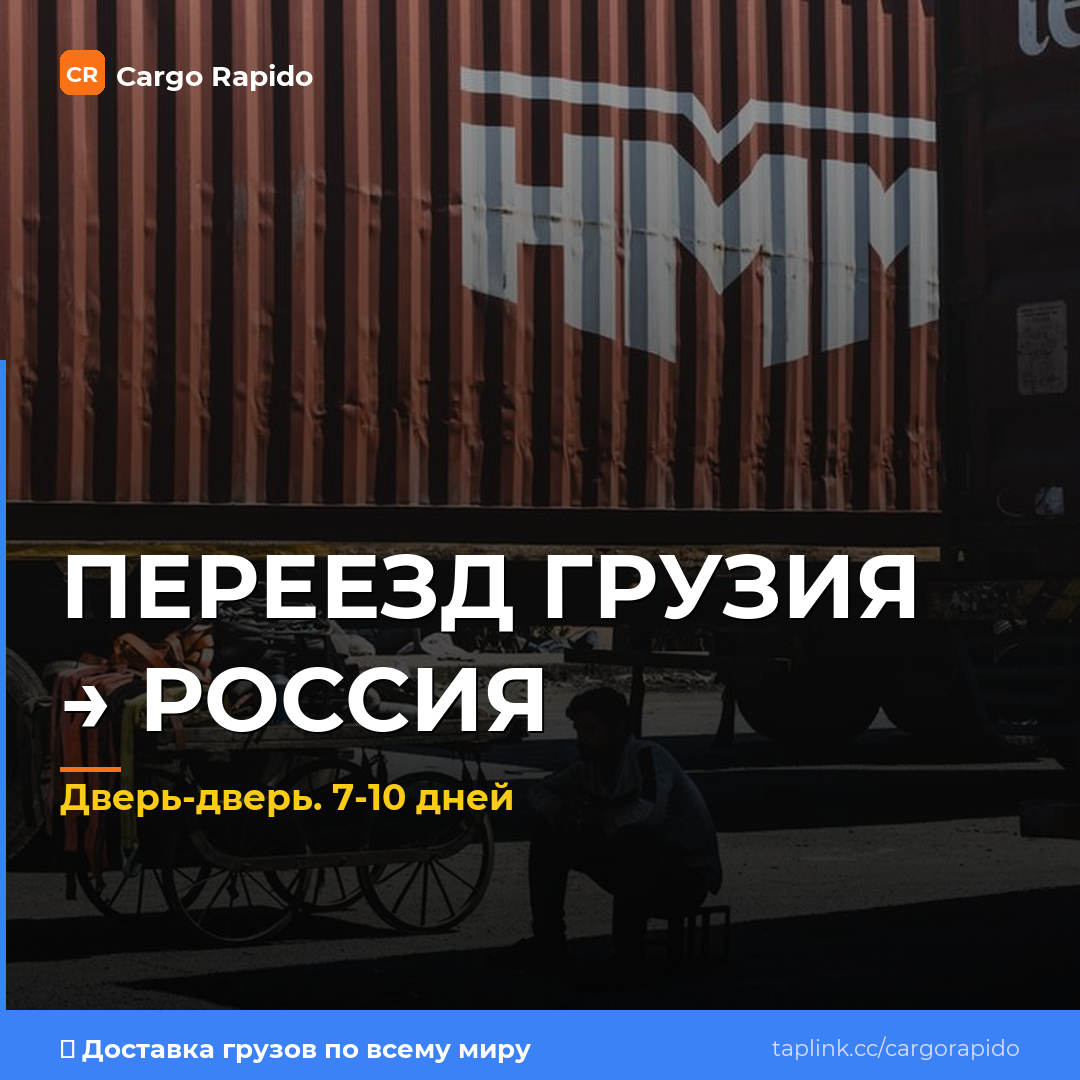 CR Cargo Rapido
HMM
ПЕРЕЕЗД ГРУЗИЯ
→ РОССИЯ
Дверь-дверь. 7-10 дней
Доставка грузов по всему миру
taplink.cc/cargorapido